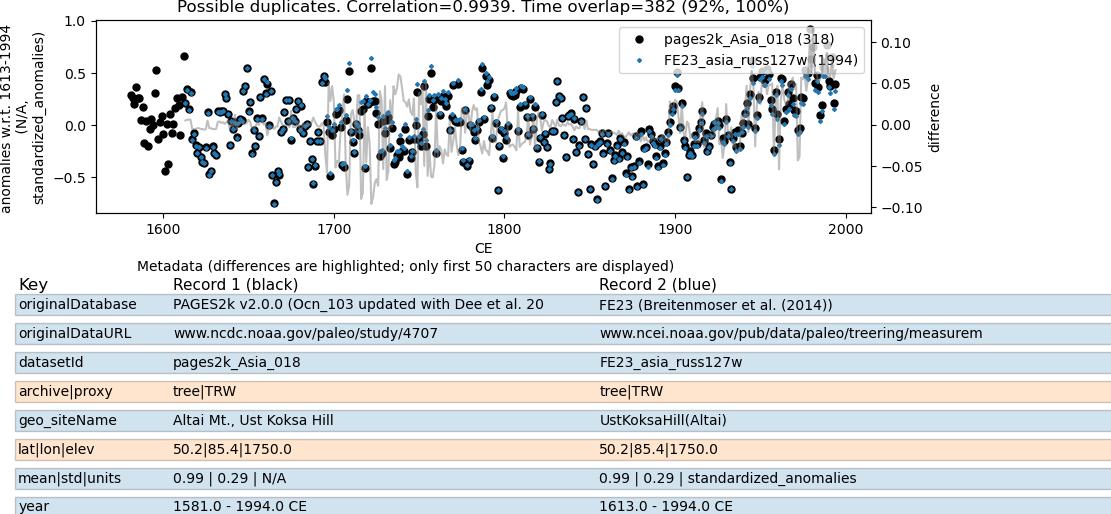 Possible duplicates. Correlation=0.9939. Time overlap=382 (92%, 100%)
anomalies w.r.t. 1613-1994
(N/A,
standardized_anomalies)
1.0
0.5
0.0
−0.5
pages2k_Asia_018 (318)
FE23_asia_russ127w (1994)
0.10
0.05
0.00
−0.05
−0.10
difference
1600 1700 1800 1900 2000
CE
Metadata (differences are highlighted; only first 50 characters are displayed)
Key Record 1 (black) Record 2 (blue)
originalDatabase PAGES2k v2.0.0 (Ocn_103 updated with Dee et al. 20 FE23 (Breitenmoser et al. (2014))
originalDataURL www.ncdc.noaa.gov/paleo/study/4707 www.ncei.noaa.gov/pub/data/paleo/treering/measurem
datasetId pages2k_Asia_018 FE23_asia_russ127w
archive|proxy tree|TRW tree|TRW
geo_siteName Altai Mt., Ust Koksa Hill UstKoksaHill(Altai)
lat|lon|elev 50.2|85.4|1750.0 50.2|85.4|1750.0
mean|std|units 0.99 | 0.29 | N/A 0.99 | 0.29 | standardized_anomalies
year 1581.0 - 1994.0 CE 1613.0 - 1994.0 CE